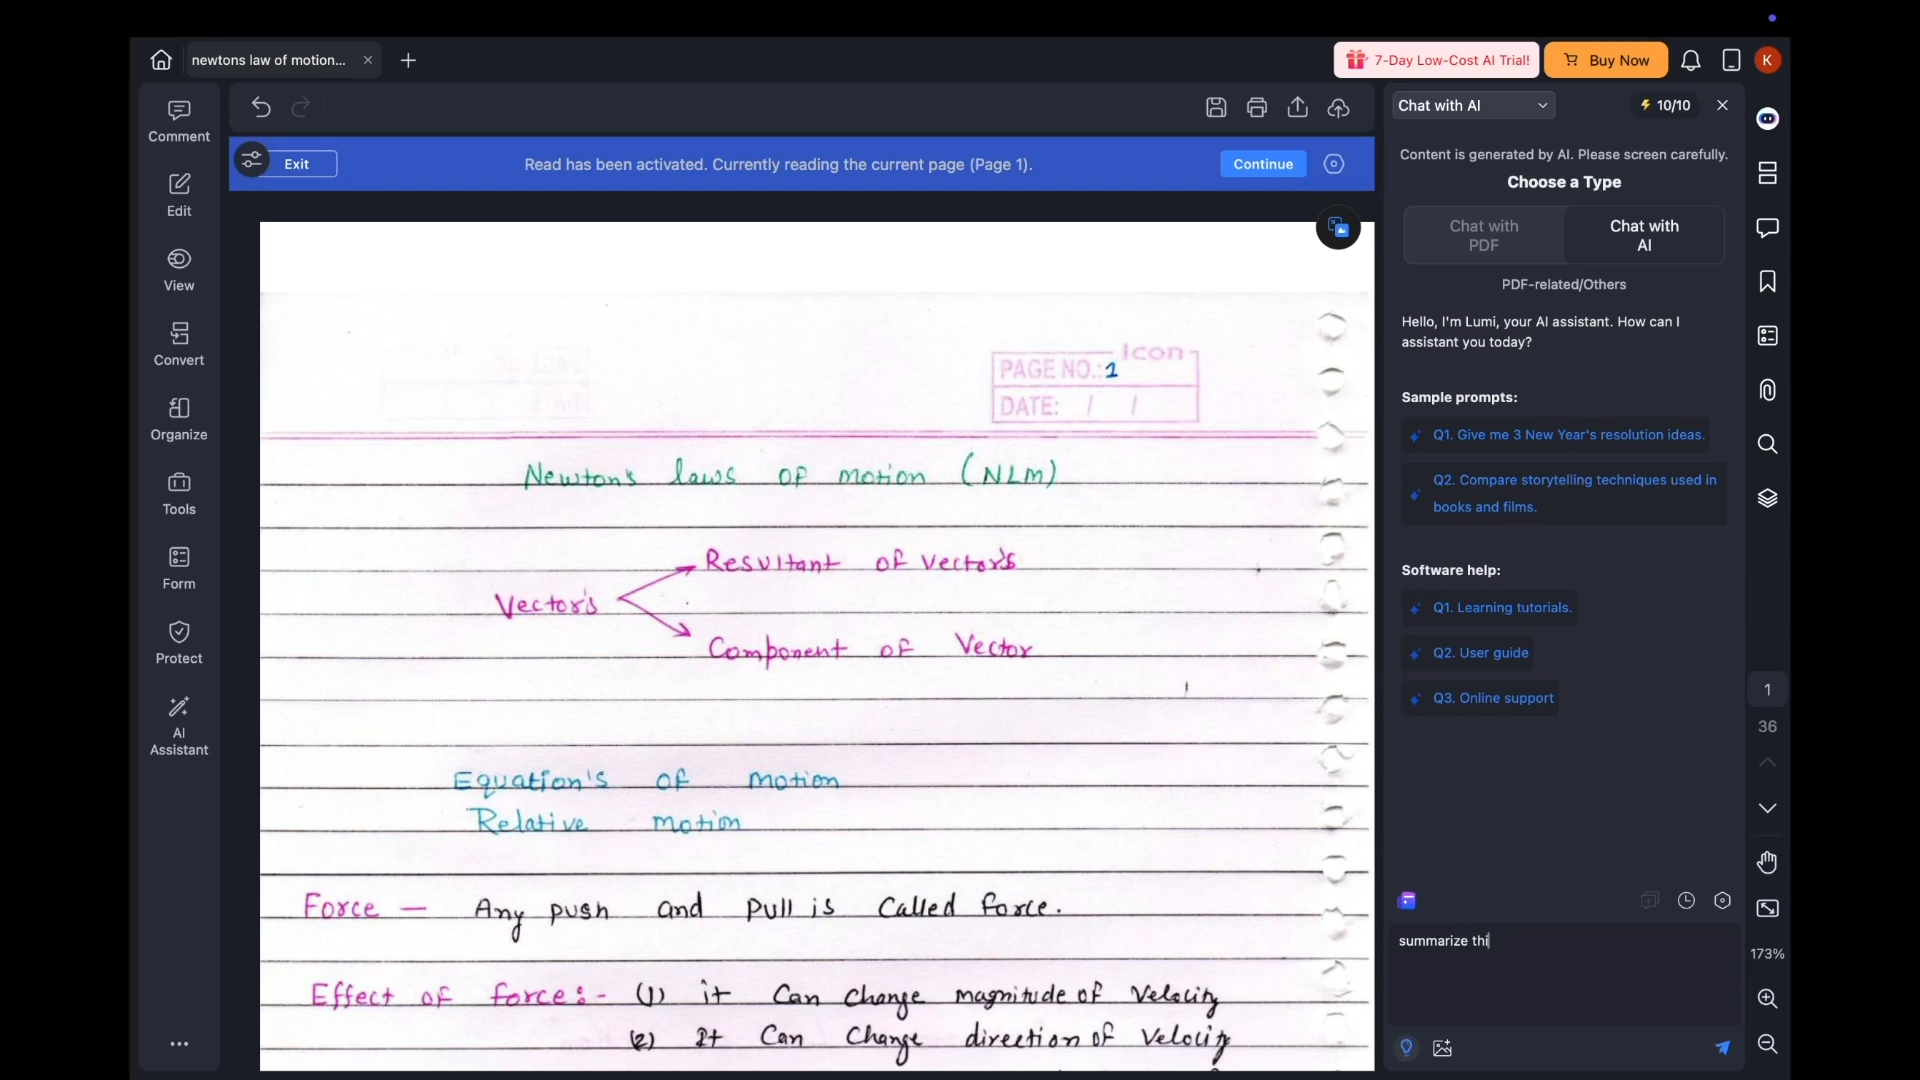 newtons law of motion...
7-Day Low-Cost AI Trial!
Buy Now
K
Comment
Edit
View
Convert
Organize
Tools
Form
Protect
AI
Assistant
Exit
Read has been activated. Currently reading the current page (Page 1).
Continue
Icon
PAGE NO.: 1
DATE: / /
Newton's laws of motion (NLM)
Vector's
Resultant of Vector's
Component of Vector
Equation's of motion
Relative motion
Force — Any push and Pull is Called force.
Effect of force:- (1) it Can Change magnitude of Velocity
(2) It Can Change direction of Velocity
Chat with AI
10/10
Content is generated by AI. Please screen carefully.
Choose a Type
Chat with
PDF
Chat with
AI
PDF-related/Others
Hello, I'm Lumi, your AI assistant. How can I
assistant you today?
Sample prompts:
Q1. Give me 3 New Year's resolution ideas.
Q2. Compare storytelling techniques used in
books and films.
Software help:
Q1. Learning tutorials.
Q2. User guide
Q3. Online support
summarize thi
1
36
173%